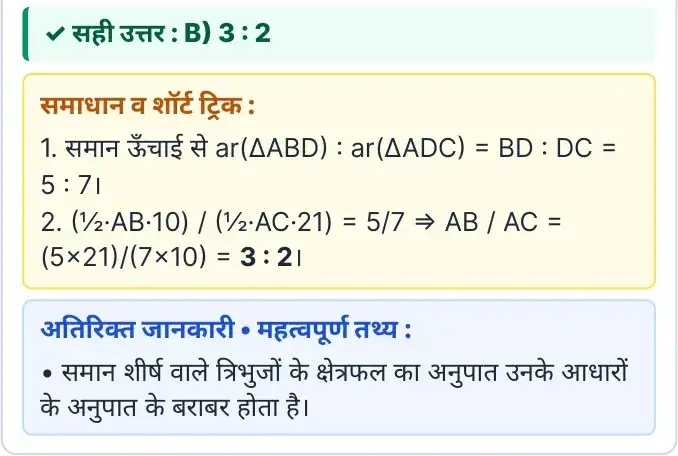 ✓ सही उत्तर : B) 3 : 2
समाधान व शॉर्ट ट्रिक :
1. समान ऊँचाई से ar(ΔABD) : ar(ΔADC) = BD : DC =
5 : 7।
2. (½·AB·10) / (½·AC·21) = 5/7 ⇒ AB / AC =
(5×21)/(7×10) = 3 : 2।
अतिरिक्त जानकारी • महत्वपूर्ण तथ्य :
• समान शीर्ष वाले त्रिभुजों के क्षेत्रफल का अनुपात उनके आधारों
के अनुपात के बराबर होता है।